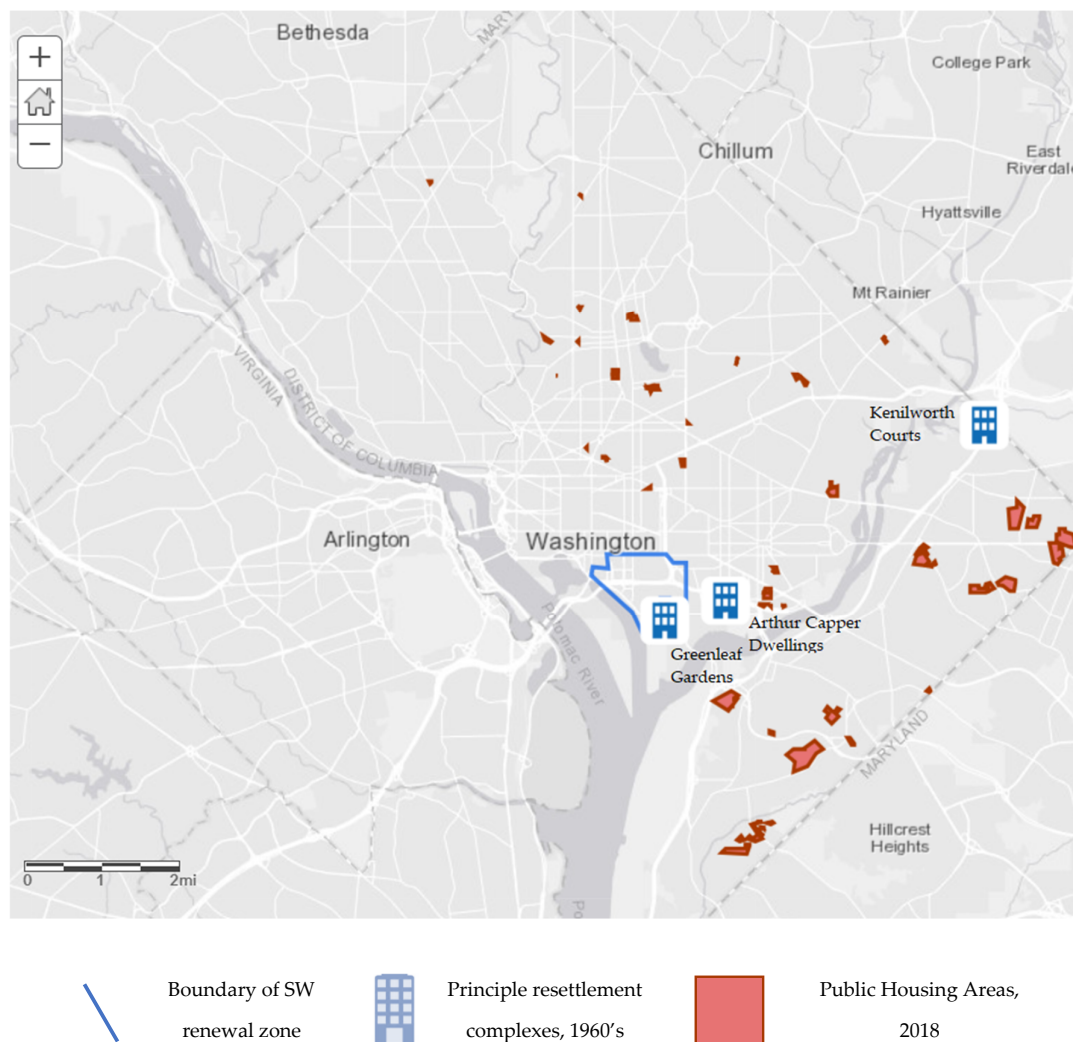 Bethesda
MARY
College Park
+
−
Chillum
East
Riverdale
Hyattsville
Mt Rainier
VIRGINIA
DISTRICT OF COLUMBIA
Kenilworth
Courts
Arlington
Washington
Potomac River
Arthur Capper
Dwellings
Greenleaf
Gardens
MARYLAND
Hillcrest
Heights
0 1 2mi
Po
Boundary of SW
renewal zone
Principle resettlement
complexes, 1960's
Public Housing Areas,
2018